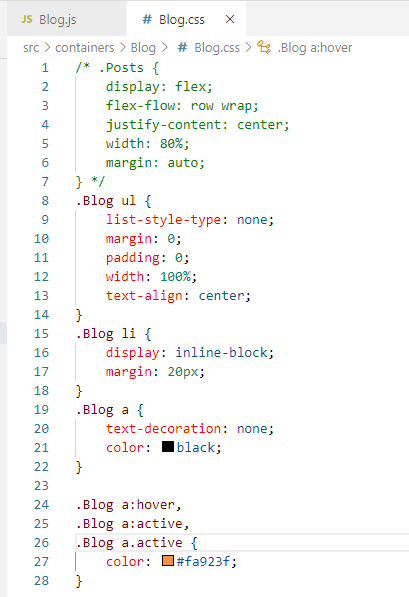 JS Blog.js # Blog.css ×
src > containers > Blog > # Blog.css > .Blog a:hover
1 /* .Posts {
2 display: flex;
3 flex-flow: row wrap;
4 justify-content: center;
5 width: 80%;
6 margin: auto;
7 } */
8 .Blog ul {
9 list-style-type: none;
10 margin: 0;
11 padding: 0;
12 width: 100%;
13 text-align: center;
14 }
15 .Blog li {
16 display: inline-block;
17 margin: 20px;
18 }
19 .Blog a {
20 text-decoration: none;
21 color: black;
22 }
23
24 .Blog a:hover,
25 .Blog a:active,
26 .Blog a.active {
27 color: #fa923f;
28 }